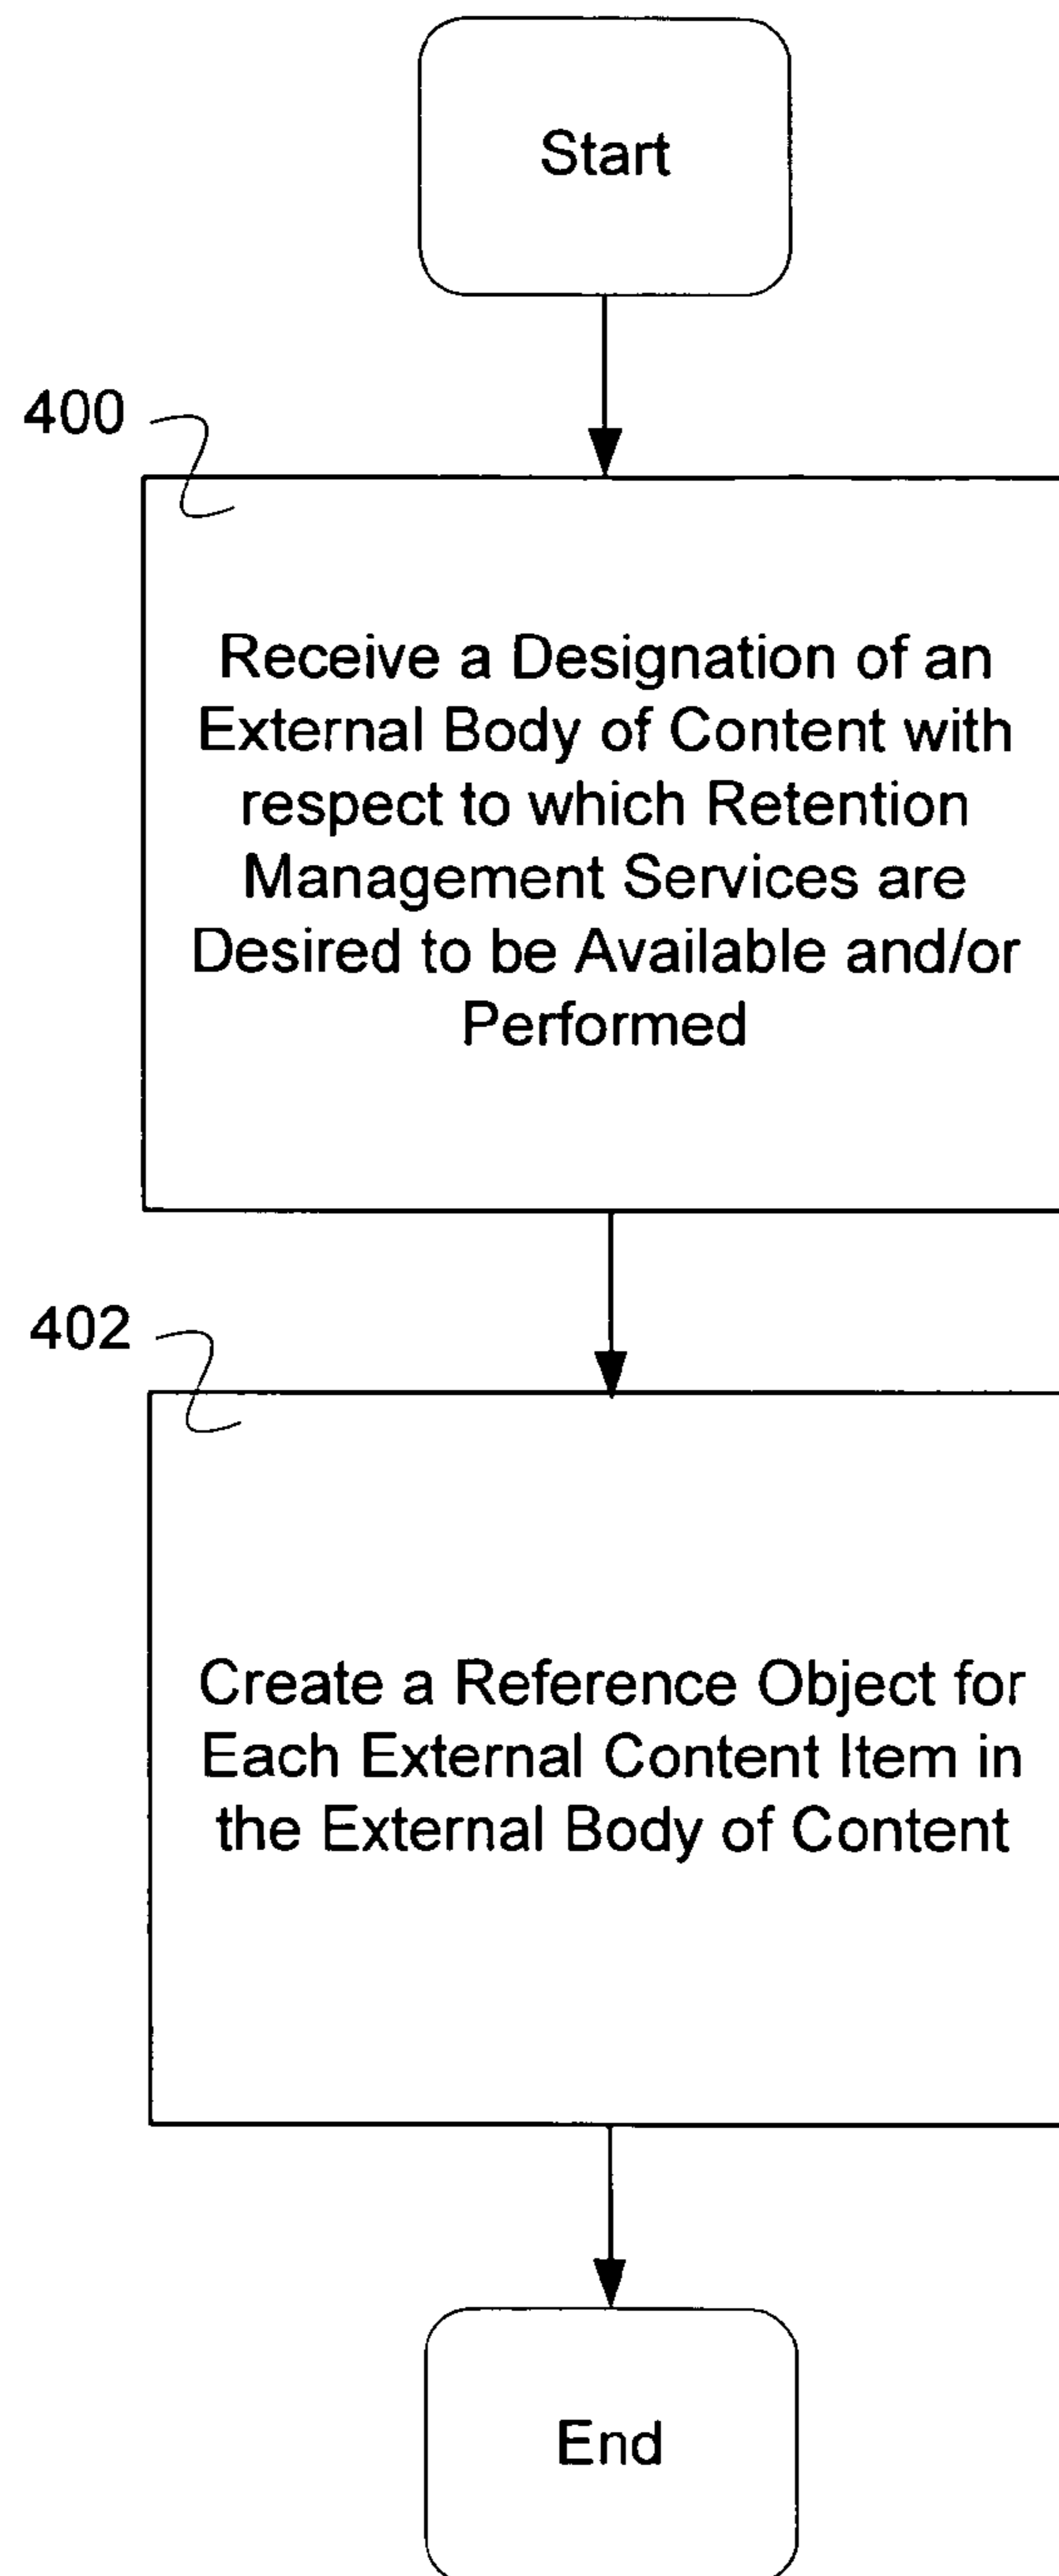 Start
400
Receive a Designation of an
External Body of Content with
respect to which Retention
Management Services are
Desired to be Available and/or
Performed
402
Create a Reference Object for
Each External Content Item in
the External Body of Content
End